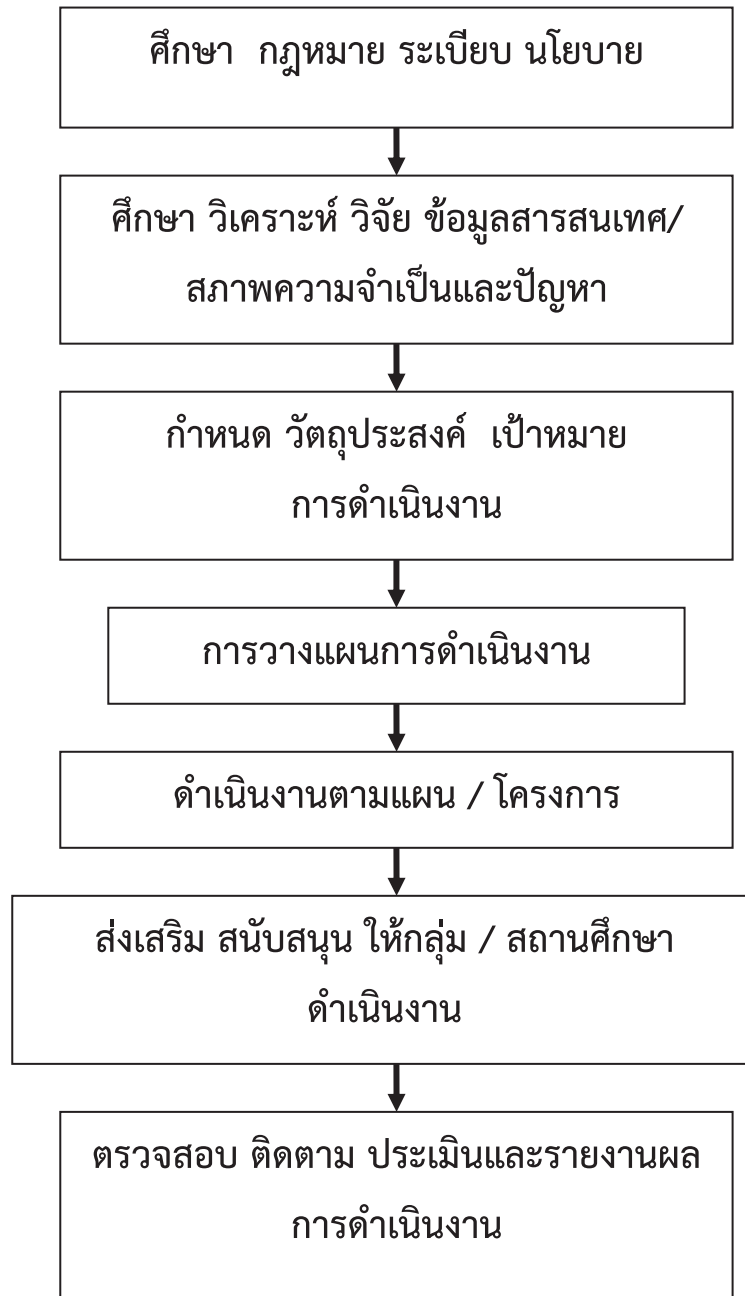 ศึกษา กฎหมาย ระเบียบ นโยบาย
ศึกษา วิเคราะห์ วิจัย ข้อมูลสารสนเทศ/
สภาพความจำเป็นและปัญหา
กำหนด วัตถุประสงค์ เป้าหมาย
การดำเนินงาน
การวางแผนการดำเนินงาน
ดำเนินงานตามแผน / โครงการ
ส่งเสริม สนับสนุน ให้กลุ่ม / สถานศึกษา
ดำเนินงาน
ตรวจสอบ ติดตาม ประเมินและรายงานผล
การดำเนินงาน